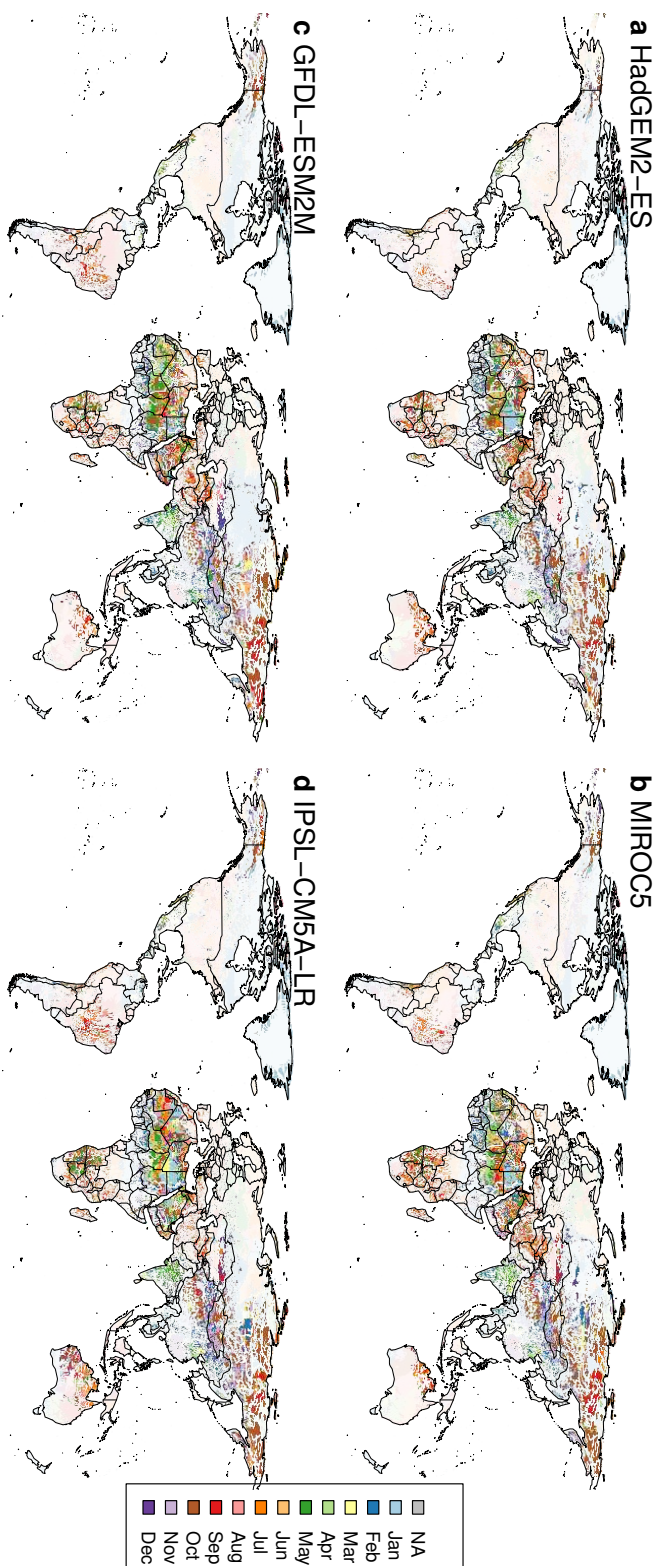 a HadGEM2−ES
b MIROC5
c GFDL−ESM2M
d IPSL−CM5A−LR
NA
Jan
Feb
Mar
Apr
May
Jun
Jul
Aug
Sep
Oct
Nov
Dec